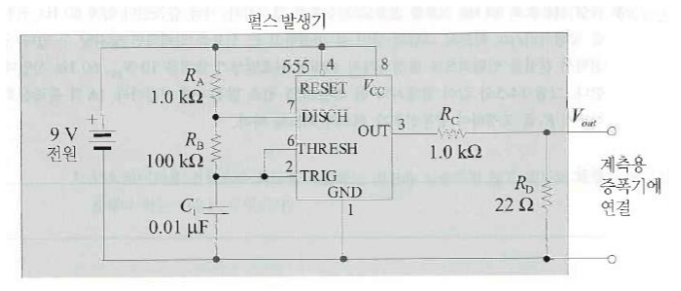 펄스 발생기
555 4 8
R_A
1.0 kΩ
RESET V_CC
7
DISCH
9 V
전원
+
R_B
100 kΩ
OUT 3
R_C
1.0 kΩ
V_out
6
THRESH
2
TRIG
GND
1
C_1
0.01 μF
R_D
22 Ω
계측용
증폭기에
연결